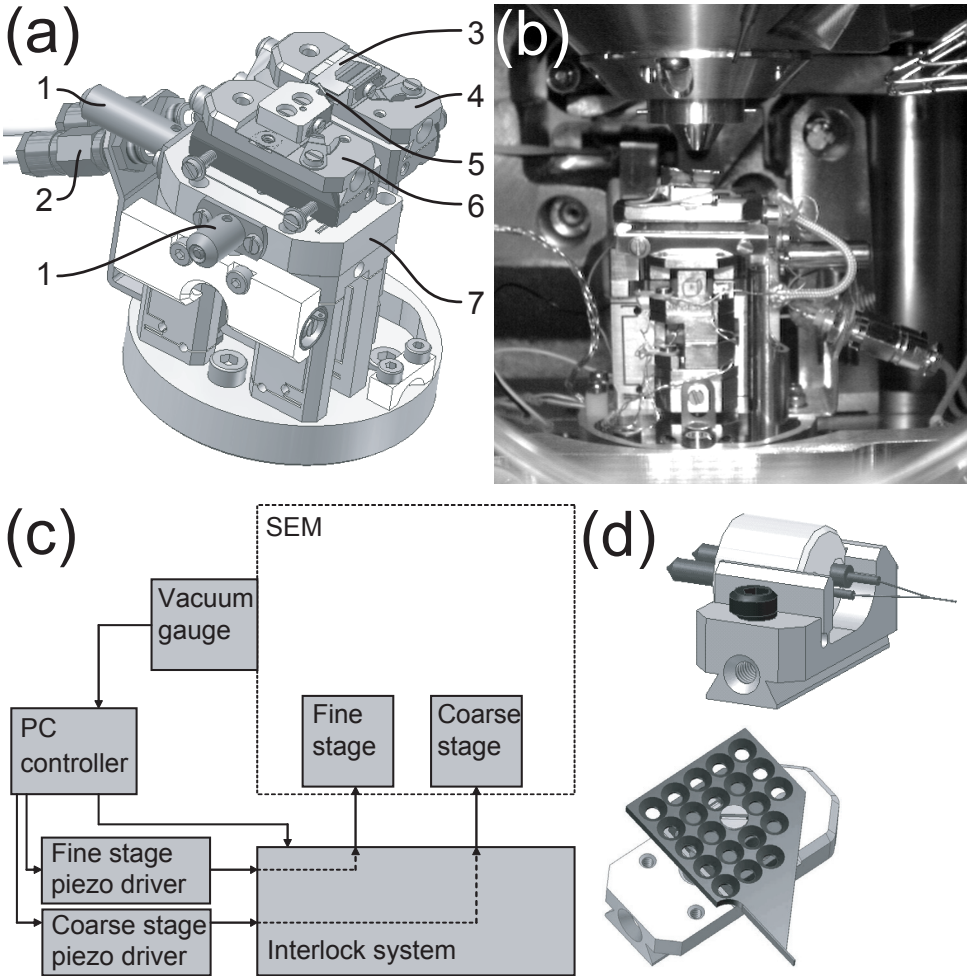 (a)
1
2
1
3
4
5
6
7
(b)
(c)
SEM
Vacuum
gauge
PC
controller
Fine
stage
Coarse
stage
Fine stage
piezo driver
Coarse stage
piezo driver
Interlock system
(d)